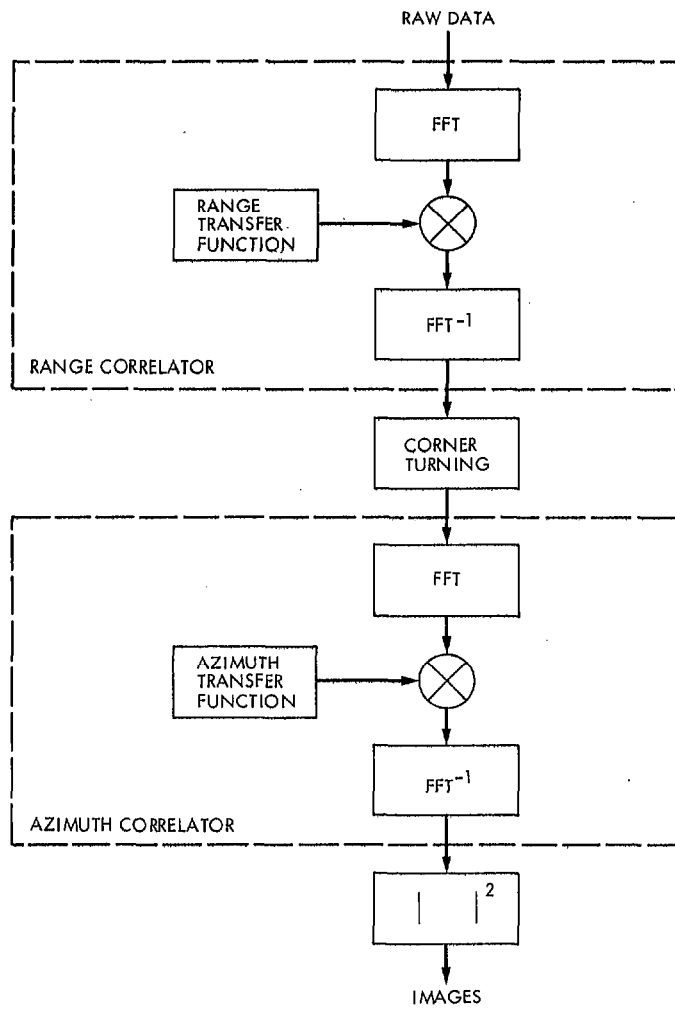 RAW DATA
FFT
RANGE
TRANSFER
FUNCTION
FFT⁻¹
RANGE CORRELATOR
CORNER
TURNING
FFT
AZIMUTH
TRANSFER
FUNCTION
FFT⁻¹
AZIMUTH CORRELATOR
| |²
IMAGES